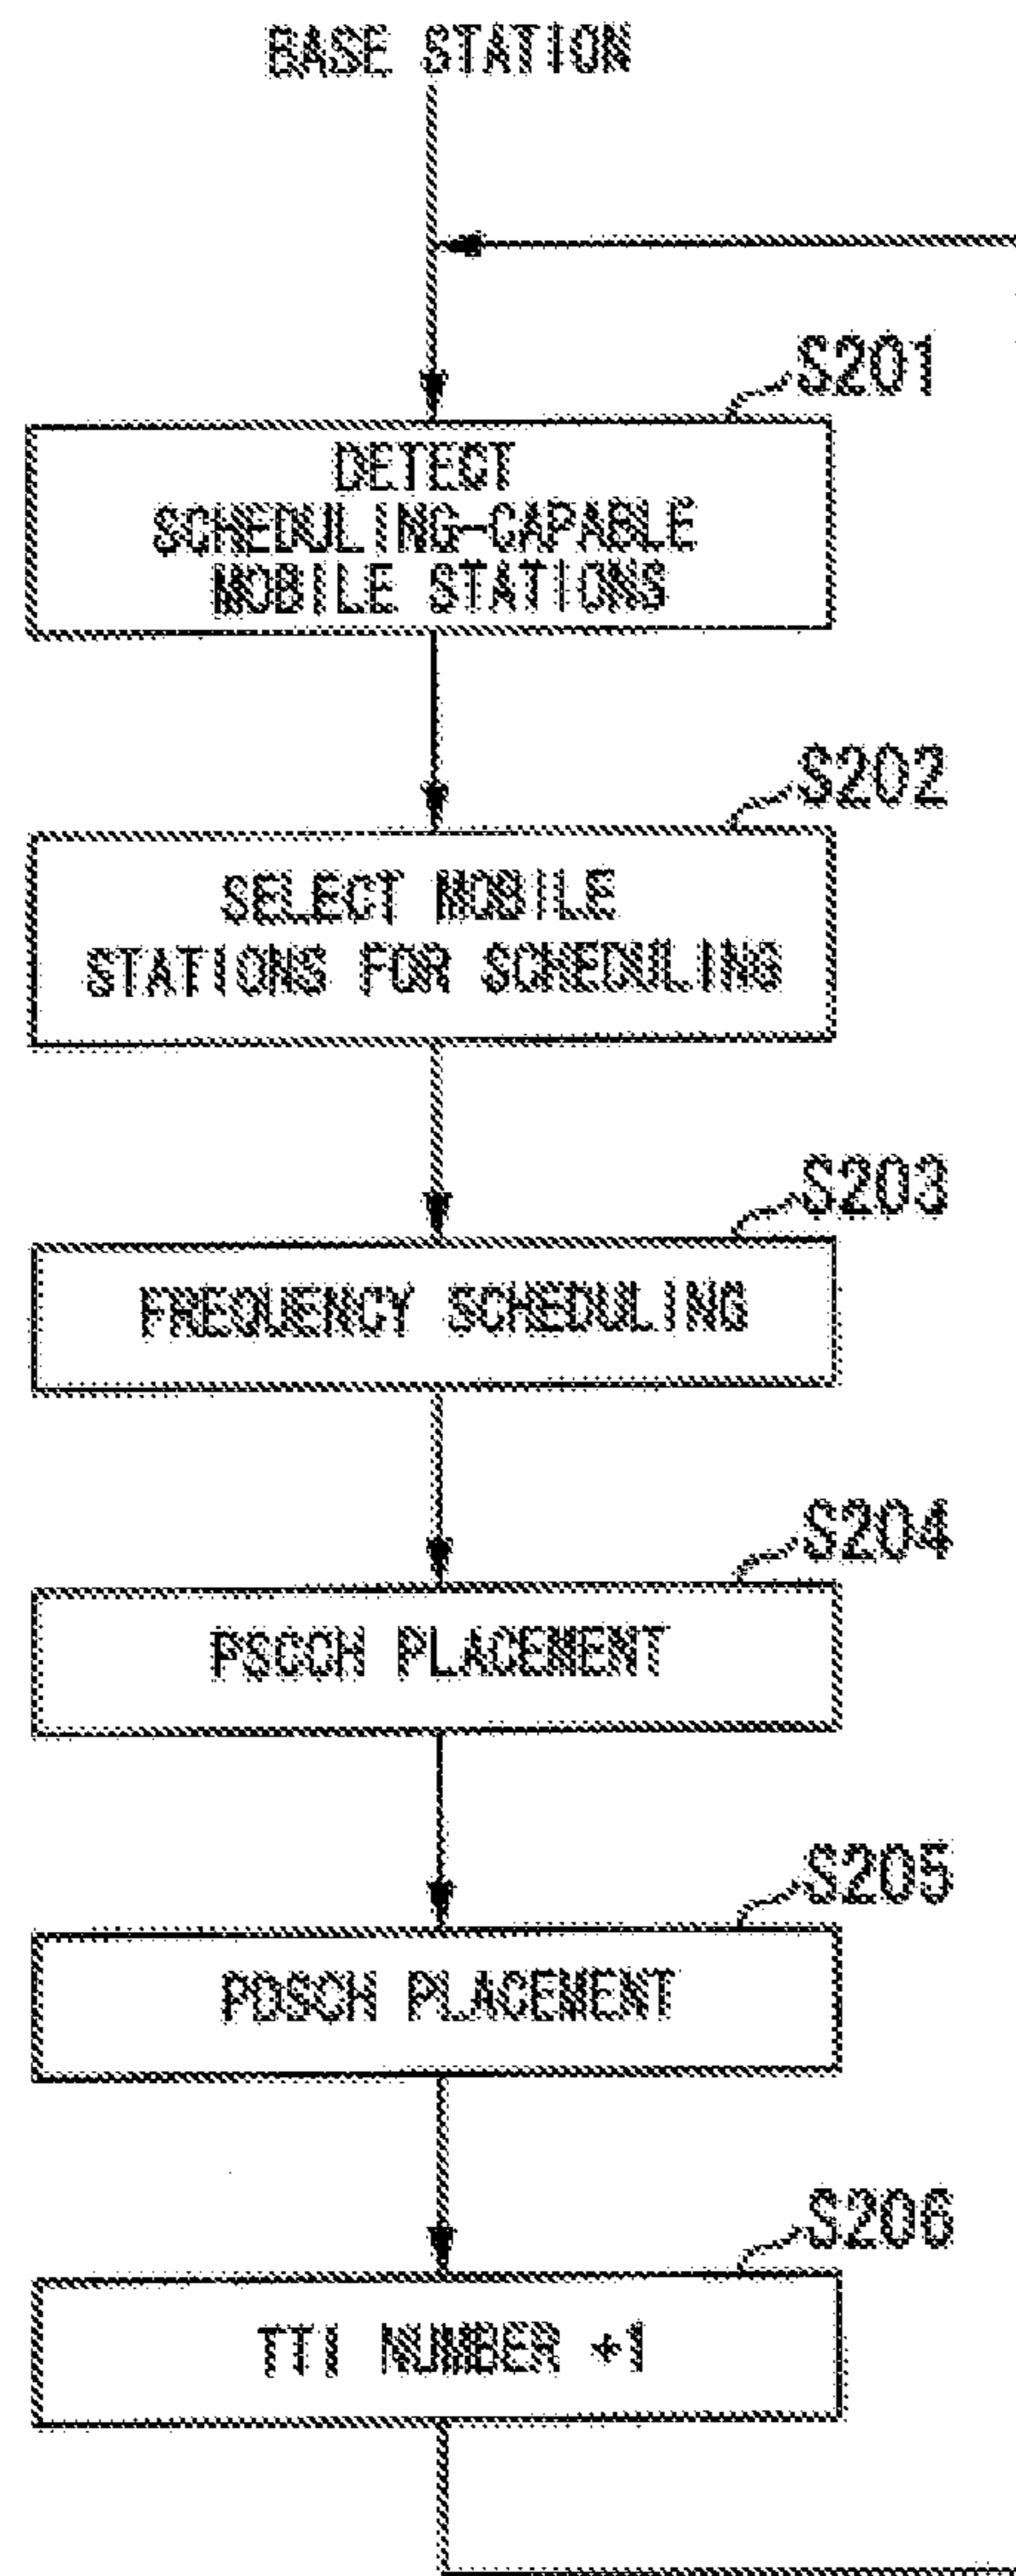 BASE STATION
S201
DETECT
SCHEDULING-CAPABLE
MOBILE STATIONS
S202
SELECT MOBILE
STATIONS FOR SCHEDULING
S203
FREQUENCY SCHEDULING
S204
PSCCH PLACEMENT
S205
PDSCH PLACEMENT
S206
TTI NUMBER +1